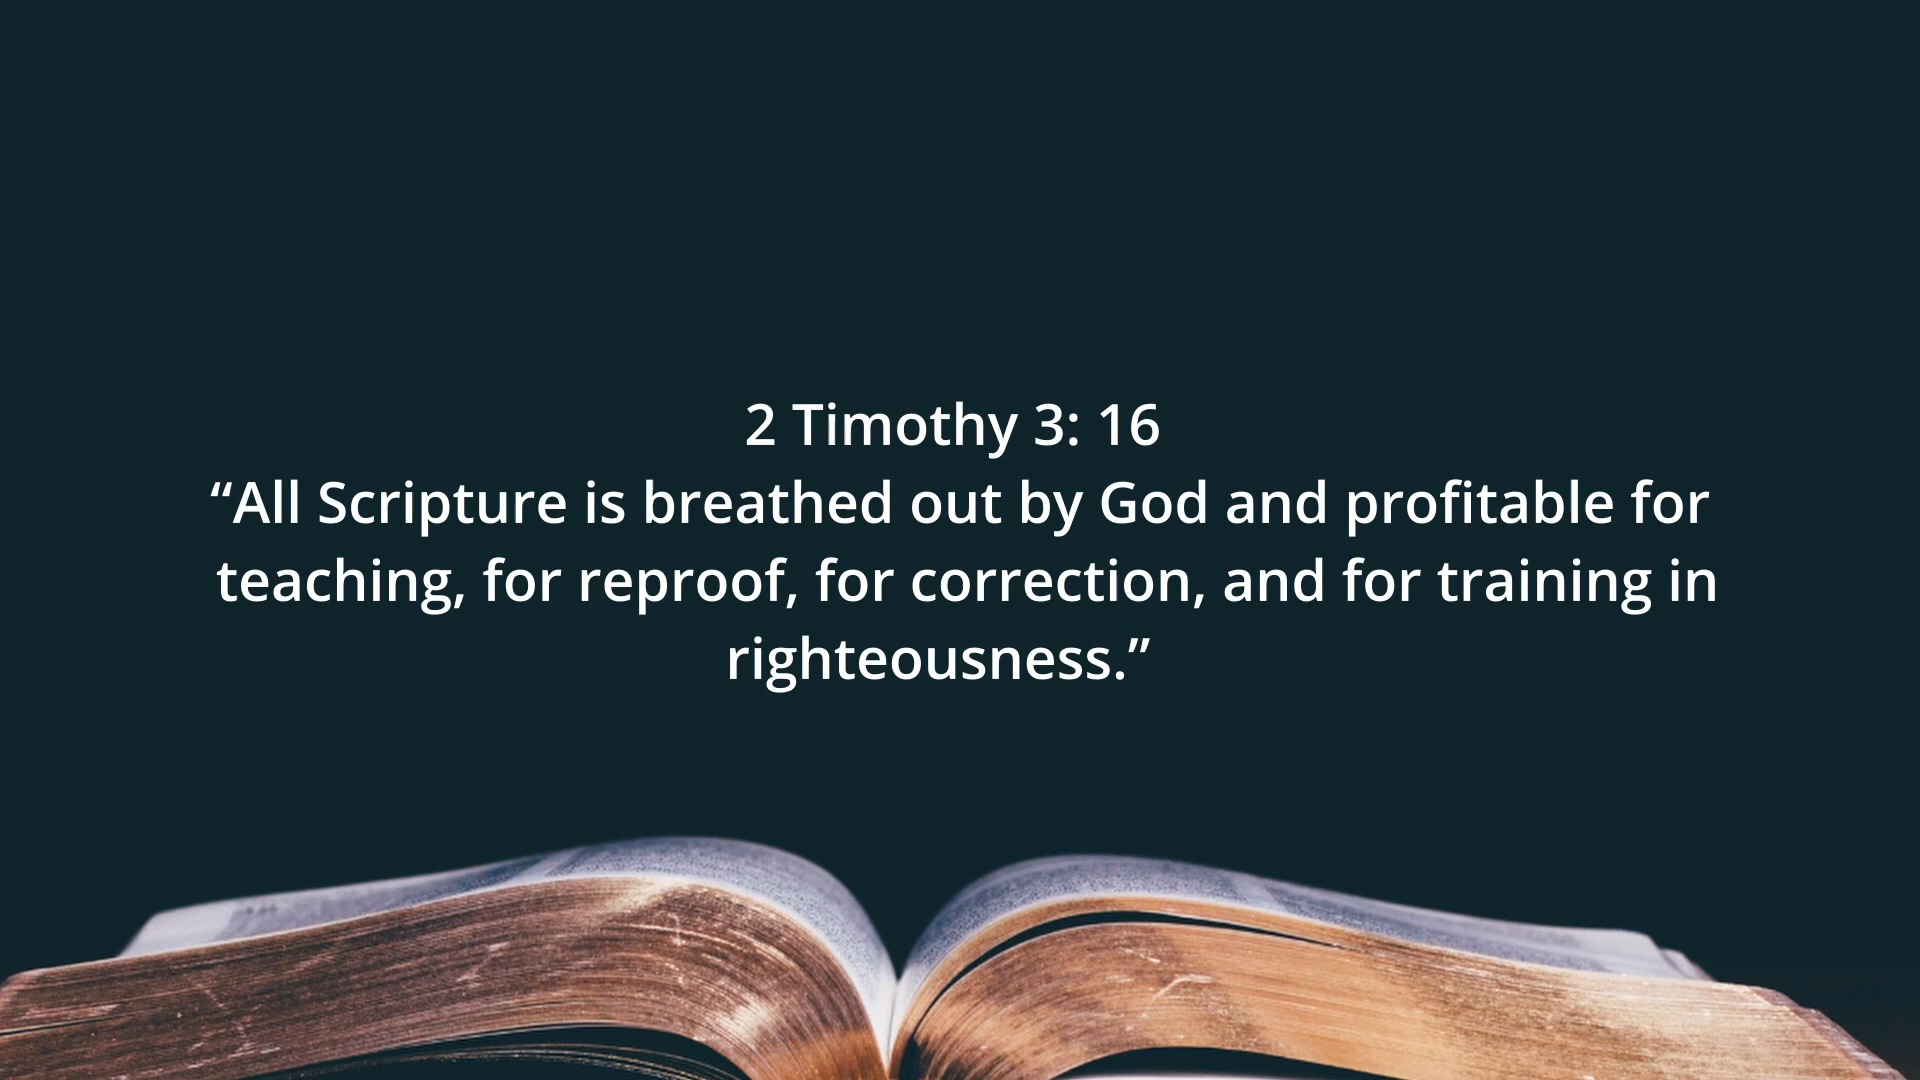 2 Timothy 3: 16
“All Scripture is breathed out by God and profitable for
teaching, for reproof, for correction, and for training in
righteousness.”